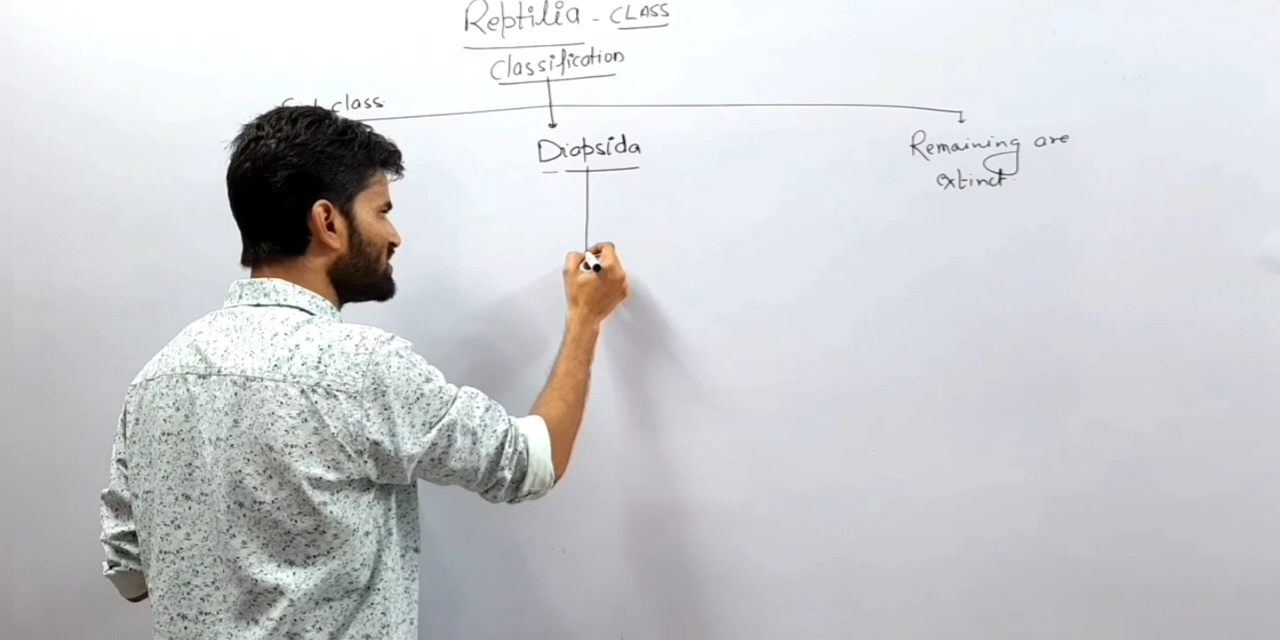 Reptilia - CLASS
Classification
class
Diapsida
Remaining are
extinct.